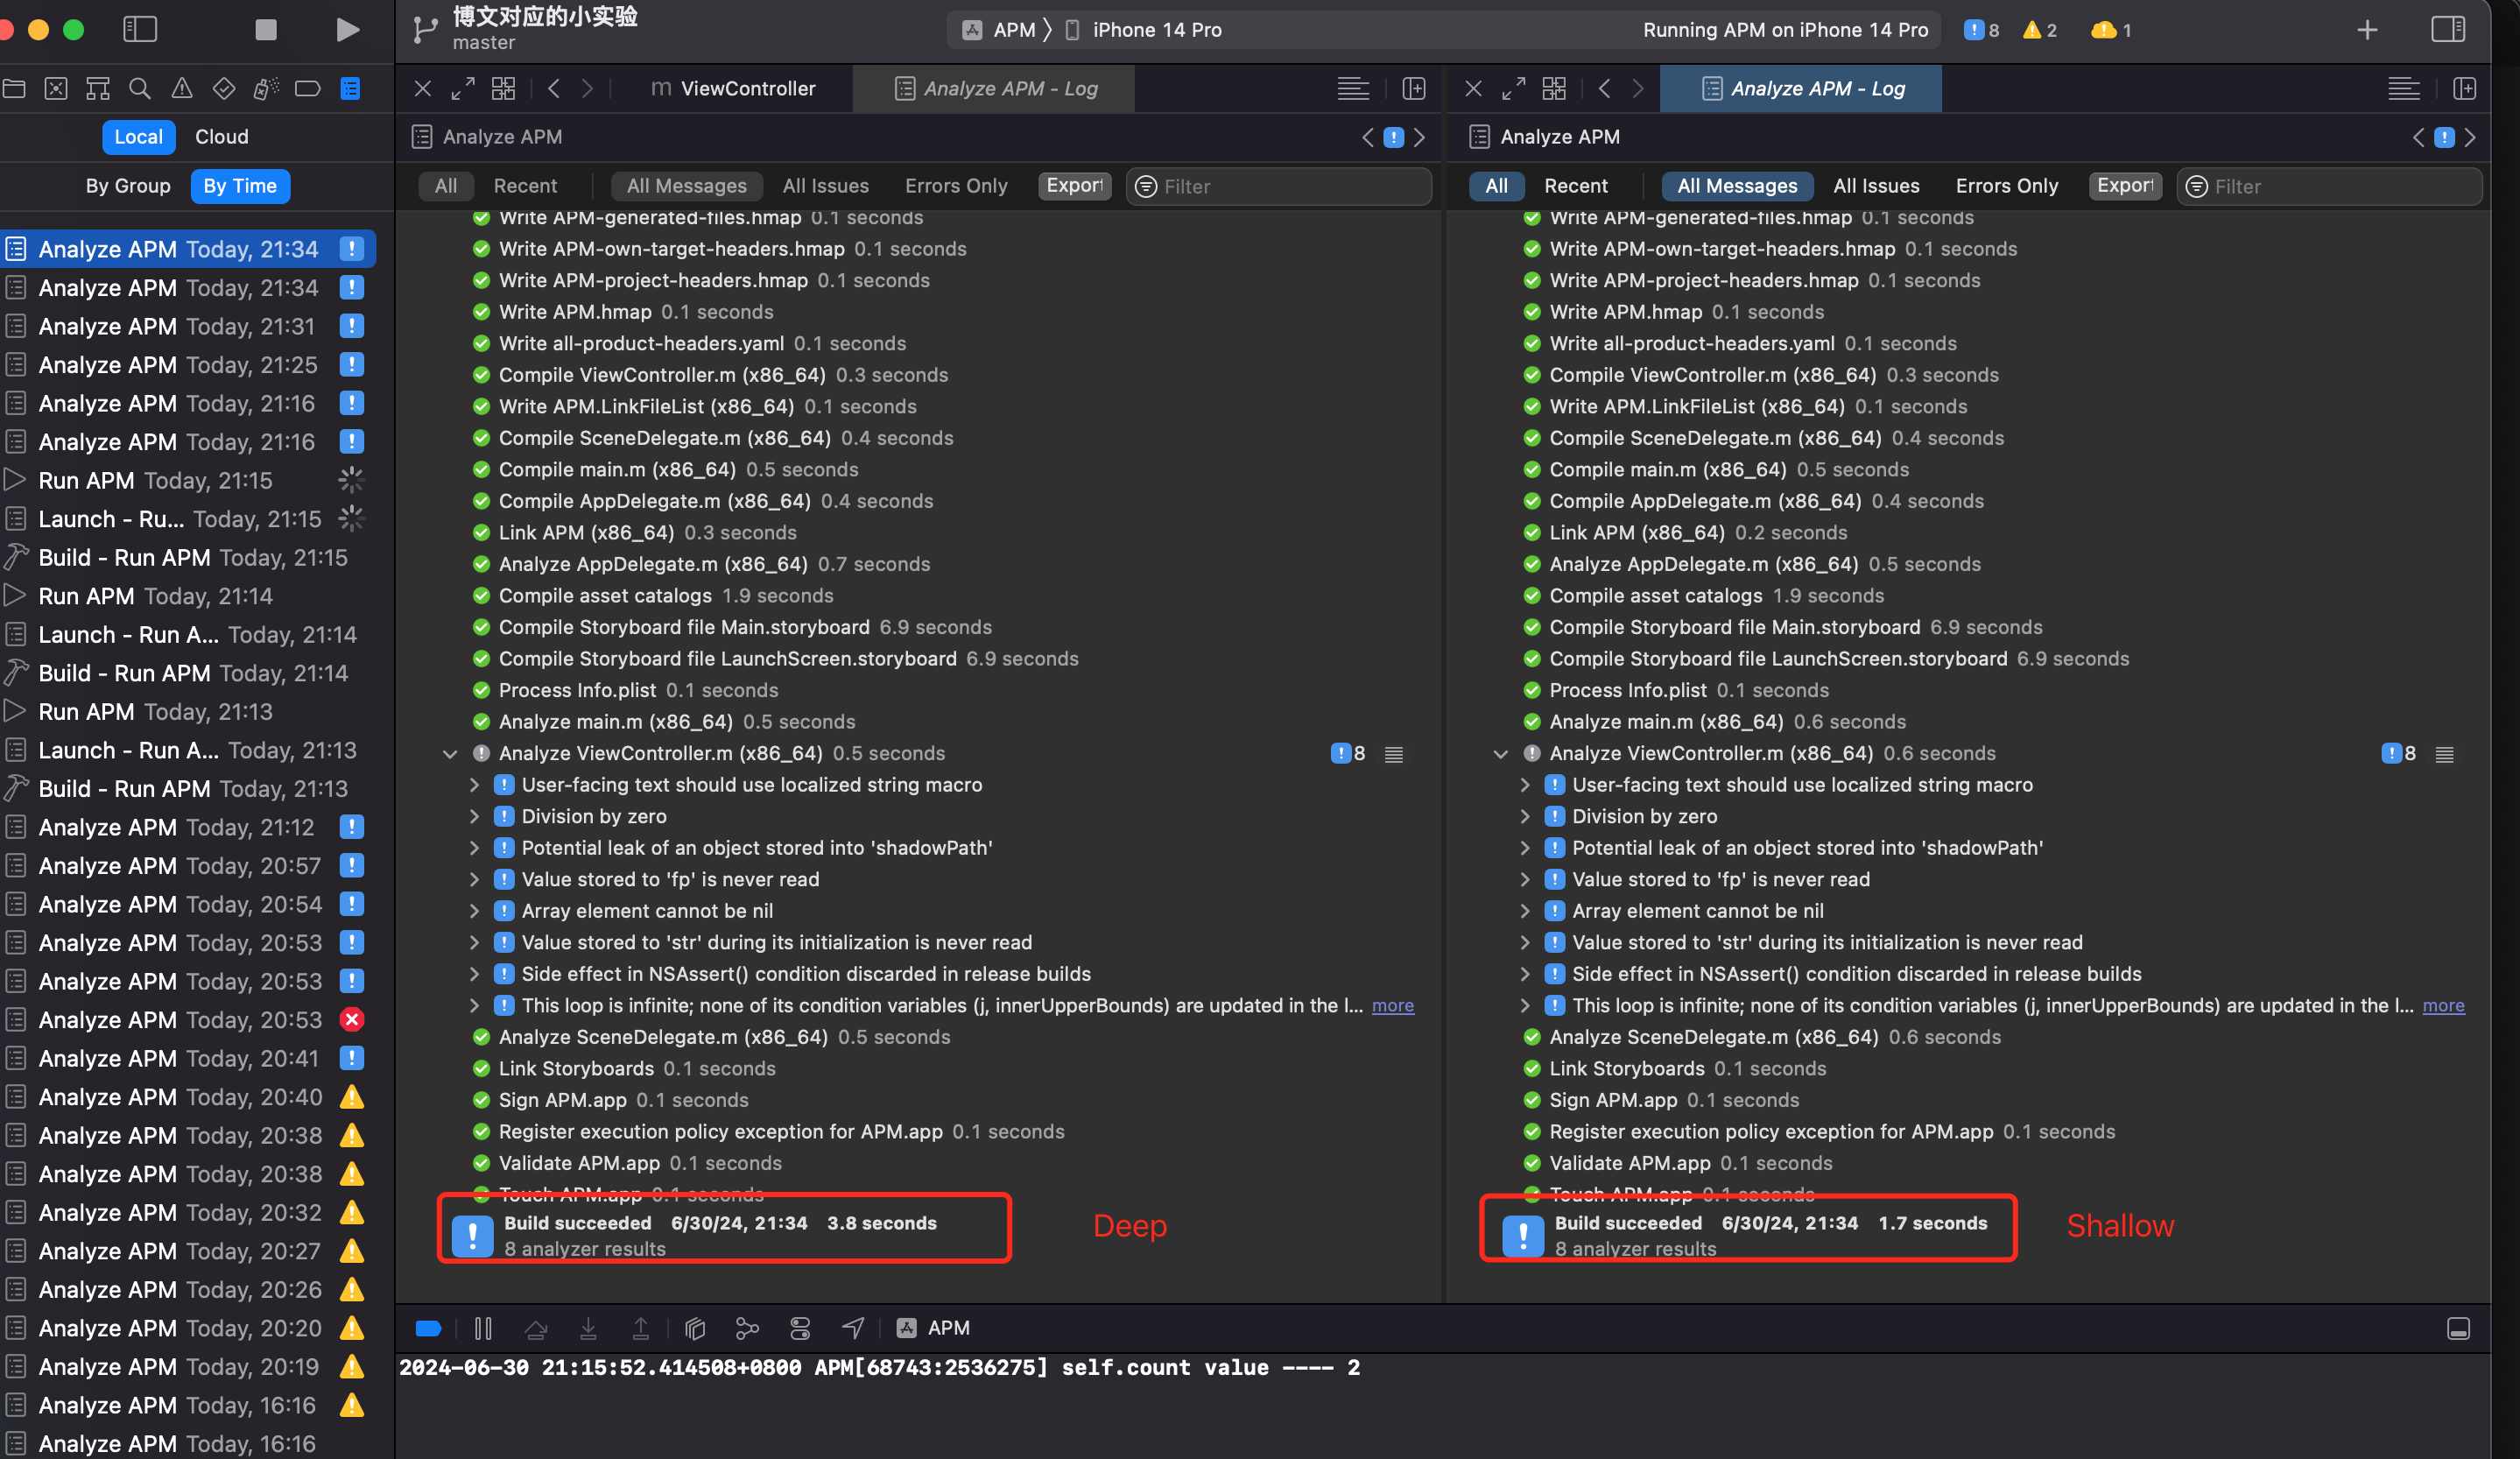 博文对应的小实验
master
APM
iPhone 14 Pro
Running APM on iPhone 14 Pro
8
2
1
Local
Cloud
By Group
By Time
Analyze APM Today, 21:34
Analyze APM Today, 21:34
Analyze APM Today, 21:31
Analyze APM Today, 21:25
Analyze APM Today, 21:16
Analyze APM Today, 21:16
Run APM Today, 21:15
Launch - Ru... Today, 21:15
Build - Run APM Today, 21:15
Run APM Today, 21:14
Launch - Run A... Today, 21:14
Build - Run APM Today, 21:14
Run APM Today, 21:13
Launch - Run A... Today, 21:13
Build - Run APM Today, 21:13
Analyze APM Today, 21:12
Analyze APM Today, 20:57
Analyze APM Today, 20:54
Analyze APM Today, 20:53
Analyze APM Today, 20:53
Analyze APM Today, 20:53
Analyze APM Today, 20:41
Analyze APM Today, 20:40
Analyze APM Today, 20:38
Analyze APM Today, 20:38
Analyze APM Today, 20:32
Analyze APM Today, 20:27
Analyze APM Today, 20:26
Analyze APM Today, 20:20
Analyze APM Today, 20:19
Analyze APM Today, 16:16
Analyze APM Today, 16:16
m ViewController
Analyze APM - Log
Analyze APM
All Recent All Messages All Issues Errors Only Export Filter
Write APM-generated-files.hmap 0.1 seconds
Write APM-own-target-headers.hmap 0.1 seconds
Write APM-project-headers.hmap 0.1 seconds
Write APM.hmap 0.1 seconds
Write all-product-headers.yaml 0.1 seconds
Compile ViewController.m (x86_64) 0.3 seconds
Write APM.LinkFileList (x86_64) 0.1 seconds
Compile SceneDelegate.m (x86_64) 0.4 seconds
Compile main.m (x86_64) 0.5 seconds
Compile AppDelegate.m (x86_64) 0.4 seconds
Link APM (x86_64) 0.3 seconds
Analyze AppDelegate.m (x86_64) 0.7 seconds
Compile asset catalogs 1.9 seconds
Compile Storyboard file Main.storyboard 6.9 seconds
Compile Storyboard file LaunchScreen.storyboard 6.9 seconds
Process Info.plist 0.1 seconds
Analyze main.m (x86_64) 0.5 seconds
Analyze ViewController.m (x86_64) 0.5 seconds 8
User-facing text should use localized string macro
Division by zero
Potential leak of an object stored into 'shadowPath'
Value stored to 'fp' is never read
Array element cannot be nil
Value stored to 'str' during its initialization is never read
Side effect in NSAssert() condition discarded in release builds
This loop is infinite; none of its condition variables (j, innerUpperBounds) are updated in the l... more
Analyze SceneDelegate.m (x86_64) 0.5 seconds
Link Storyboards 0.1 seconds
Sign APM.app 0.1 seconds
Register execution policy exception for APM.app 0.1 seconds
Validate APM.app 0.1 seconds
Touch APM.app 0.1 seconds
Build succeeded 6/30/24, 21:34 3.8 seconds
8 analyzer results
Deep
Analyze APM - Log
Analyze APM
All Recent All Messages All Issues Errors Only Export Filter
Write APM-generated-files.hmap 0.1 seconds
Write APM-own-target-headers.hmap 0.1 seconds
Write APM-project-headers.hmap 0.1 seconds
Write APM.hmap 0.1 seconds
Write all-product-headers.yaml 0.1 seconds
Compile ViewController.m (x86_64) 0.3 seconds
Write APM.LinkFileList (x86_64) 0.1 seconds
Compile SceneDelegate.m (x86_64) 0.4 seconds
Compile main.m (x86_64) 0.5 seconds
Compile AppDelegate.m (x86_64) 0.4 seconds
Link APM (x86_64) 0.2 seconds
Analyze AppDelegate.m (x86_64) 0.5 seconds
Compile asset catalogs 1.9 seconds
Compile Storyboard file Main.storyboard 6.9 seconds
Compile Storyboard file LaunchScreen.storyboard 6.9 seconds
Process Info.plist 0.1 seconds
Analyze main.m (x86_64) 0.6 seconds
Analyze ViewController.m (x86_64) 0.6 seconds 8
User-facing text should use localized string macro
Division by zero
Potential leak of an object stored into 'shadowPath'
Value stored to 'fp' is never read
Array element cannot be nil
Value stored to 'str' during its initialization is never read
Side effect in NSAssert() condition discarded in release builds
This loop is infinite; none of its condition variables (j, innerUpperBounds) are updated in the l... more
Analyze SceneDelegate.m (x86_64) 0.6 seconds
Link Storyboards 0.1 seconds
Sign APM.app 0.1 seconds
Register execution policy exception for APM.app 0.1 seconds
Validate APM.app 0.1 seconds
Touch APM.app 0.1 seconds
Build succeeded 6/30/24, 21:34 1.7 seconds
8 analyzer results
Shallow
APM
2024-06-30 21:15:52.414508+0800 APM[68743:2536275] self.count value ---- 2